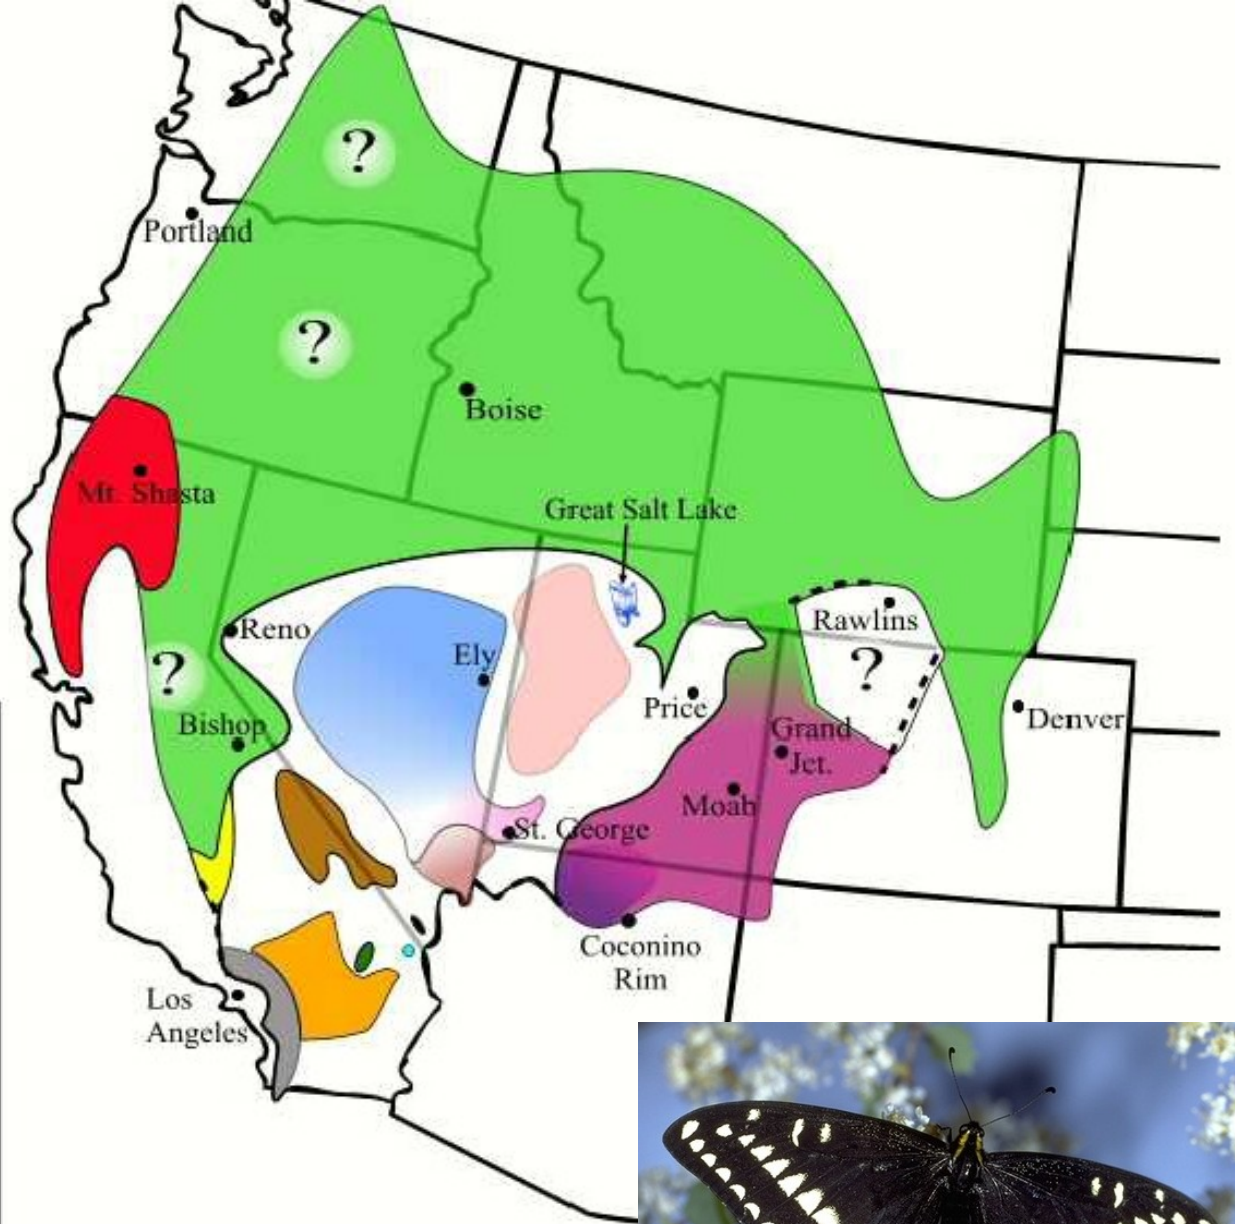 ?
Portland
?
Boise
Mt. Shasta
Great Salt Lake
Rawlins
Reno
Ely
?
?
Price
Bishop
Denver
Grand
Jct.
Moab
St. George
Coconino
Rim
Los
Angeles